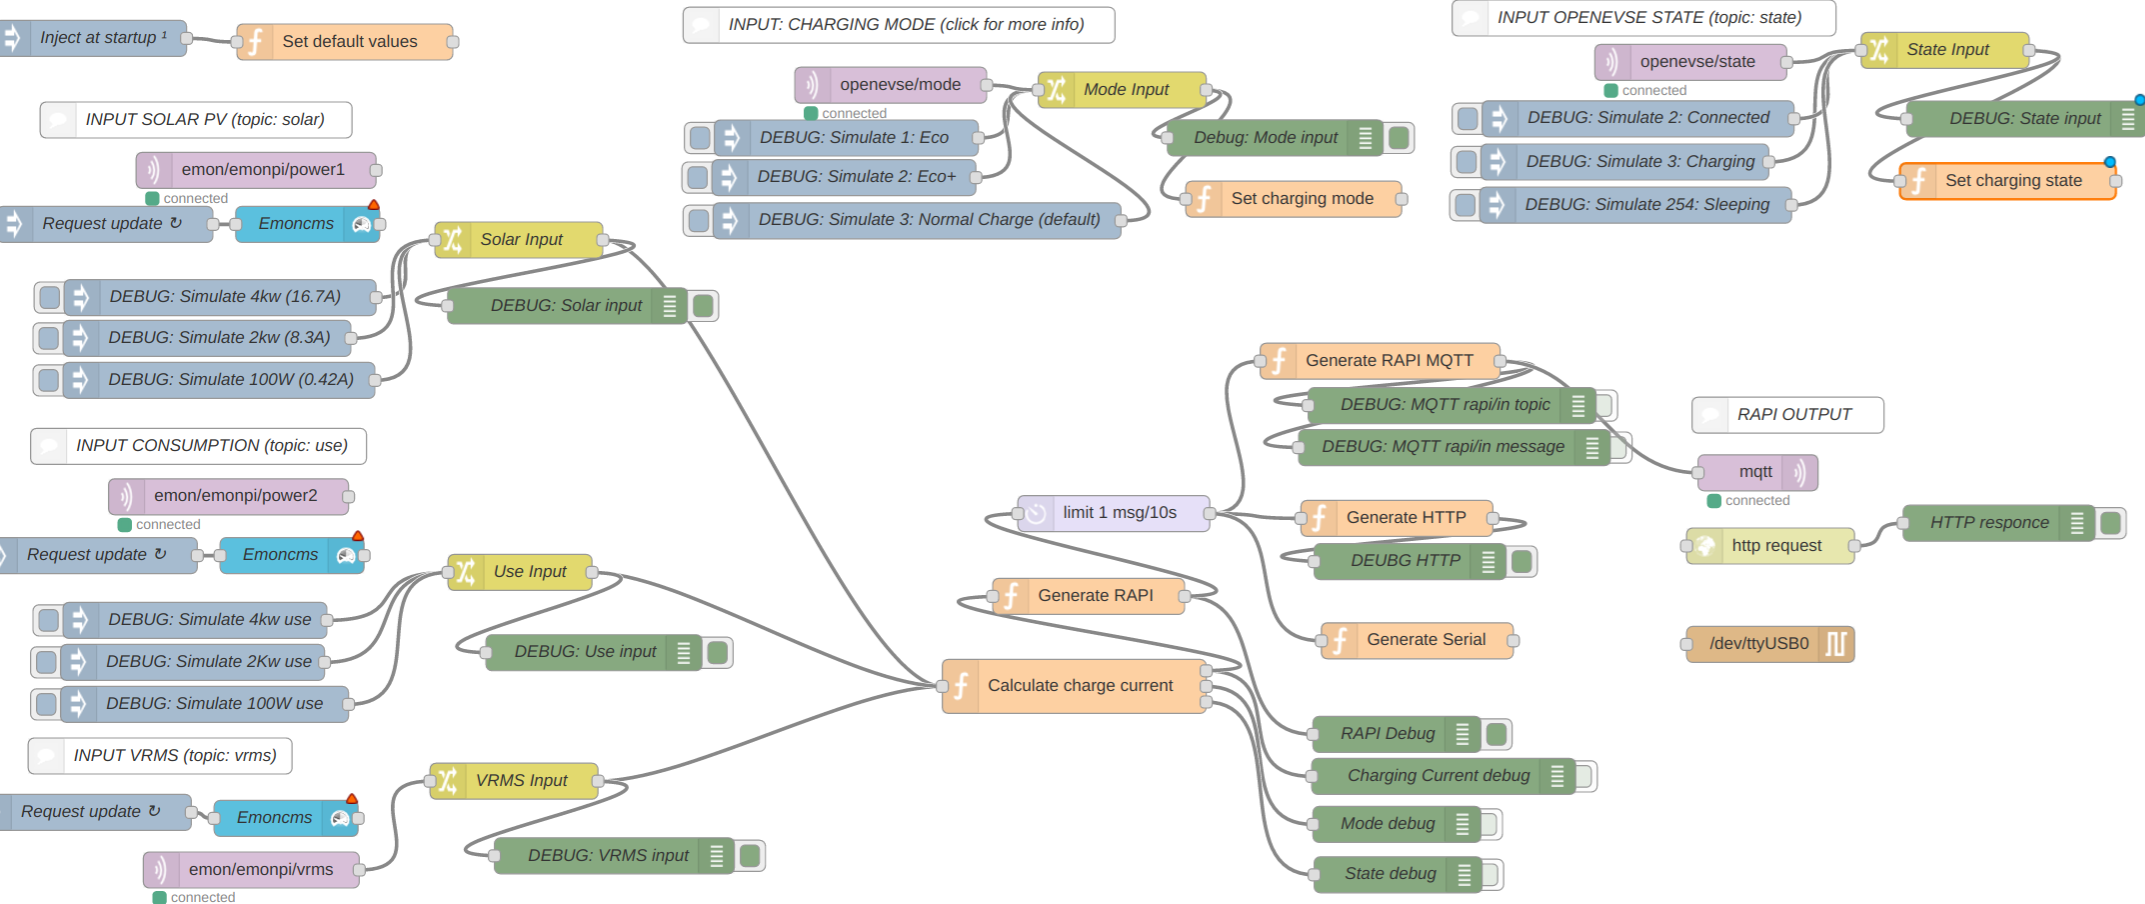 Inject at startup ¹
Set default values
INPUT SOLAR PV (topic: solar)
emon/emonpi/power1
connected
Request update ↻
Emoncms
Solar Input
DEBUG: Simulate 4kw (16.7A)
DEBUG: Solar input
DEBUG: Simulate 2kw (8.3A)
DEBUG: Simulate 100W (0.42A)
INPUT CONSUMPTION (topic: use)
emon/emonpi/power2
connected
Request update ↻
Emoncms
Use Input
DEBUG: Simulate 4kw use
DEBUG: Use input
DEBUG: Simulate 2Kw use
DEBUG: Simulate 100W use
INPUT VRMS (topic: vrms)
VRMS Input
Request update ↻
Emoncms
DEBUG: VRMS input
emon/emonpi/vrms
connected
INPUT: CHARGING MODE (click for more info)
openevse/mode
connected
Mode Input
DEBUG: Simulate 1: Eco
Debug: Mode input
DEBUG: Simulate 2: Eco+
Set charging mode
DEBUG: Simulate 3: Normal Charge (default)
INPUT OPENEVSE STATE (topic: state)
State Input
openevse/state
connected
DEBUG: Simulate 2: Connected
DEBUG: State input
DEBUG: Simulate 3: Charging
Set charging state
DEBUG: Simulate 254: Sleeping
Generate RAPI MQTT
DEBUG: MQTT rapi/in topic
DEBUG: MQTT rapi/in message
limit 1 msg/10s
Generate HTTP
DEUBG HTTP
Generate RAPI
Generate Serial
Calculate charge current
RAPI Debug
Charging Current debug
Mode debug
State debug
RAPI OUTPUT
mqtt
connected
HTTP response
http request
/dev/ttyUSB0